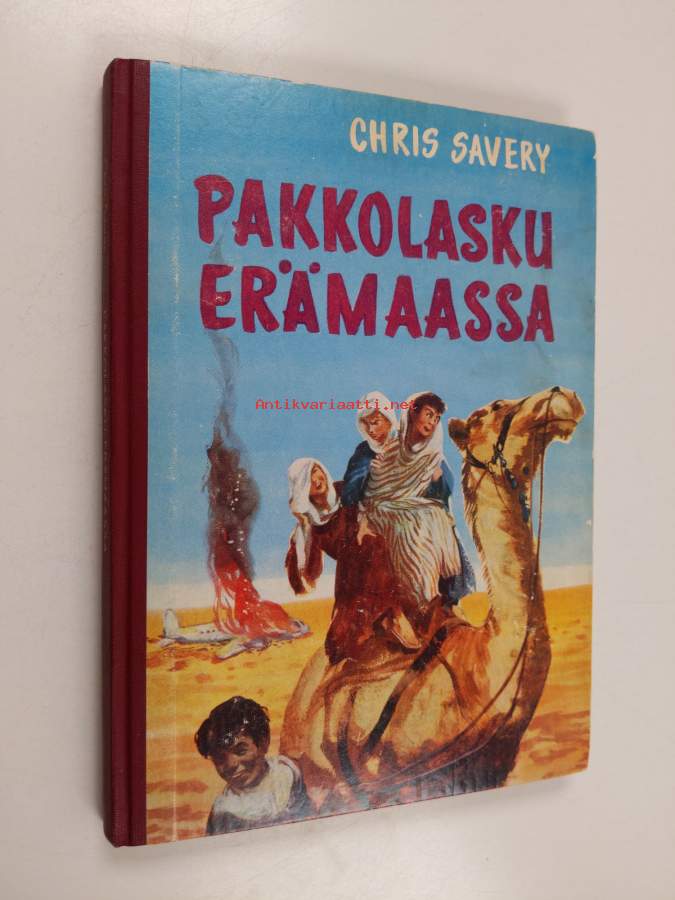 CHRIS SAVERY
PAKKOLASKU
ERÄMAASSA
Antikvariaatti.net